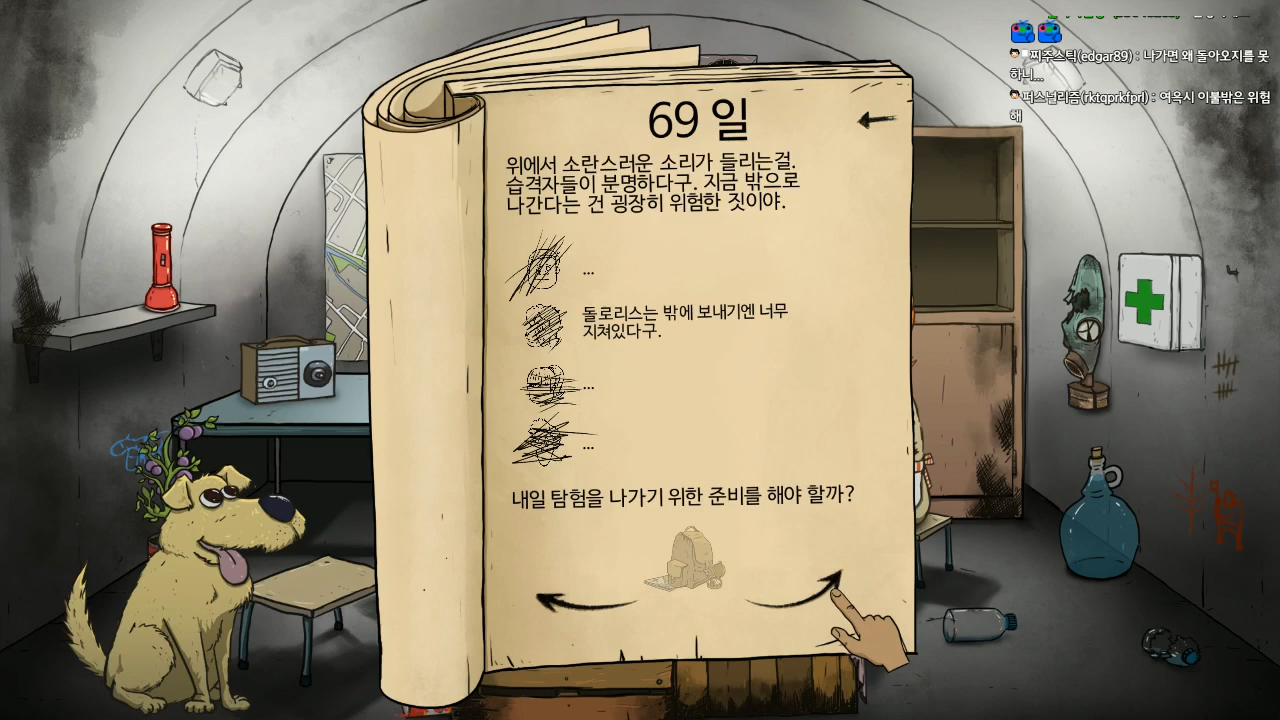 69 일
위에서 소란스러운 소리가 들리는걸.
습격자들이 분명하다구. 지금 밖으로
나간다는 건 굉장히 위험한 짓이야.
...
돌로리스는 밖에 보내기엔 너무
지쳐있다구.
...
...
내일 탐험을 나가기 위한 준비를 해야 할까?
찌주스틱(edgar89) : 나가면 왜 돌아오지를 못
하니...
퍼스널리즘(rktqprkfprl) : 여윽시 이불밖은 위험
해